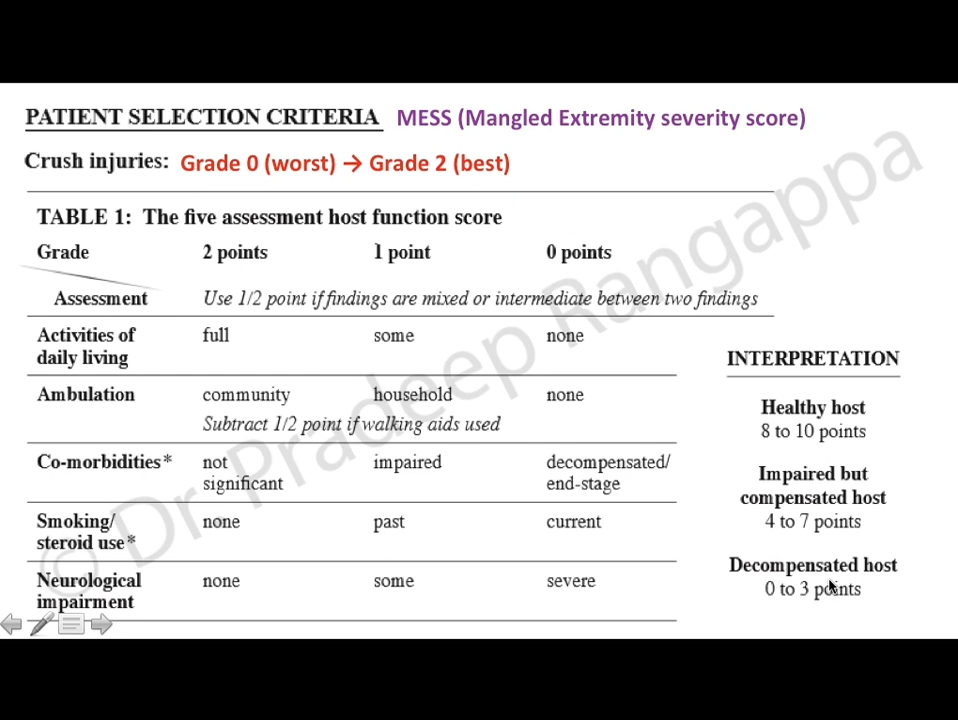 PATIENT SELECTION CRITERIA MESS (Mangled Extremity severity score)
Crush injuries: Grade 0 (worst) → Grade 2 (best)
TABLE 1: The five assessment host function score
Grade 2 points 1 point 0 points
Assessment Use 1/2 point if findings are mixed or intermediate between two findings
Activities of daily living full some none
Ambulation community household none
Subtract 1/2 point if walking aids used
Co-morbidities* not significant impaired decompensated/ end-stage
Smoking/ steroid use* none past current
Neurological impairment none some severe
INTERPRETATION
Healthy host
8 to 10 points
Impaired but
compensated host
4 to 7 points
Decompensated host
0 to 3 points
© Dr. Pradeep Rangappa